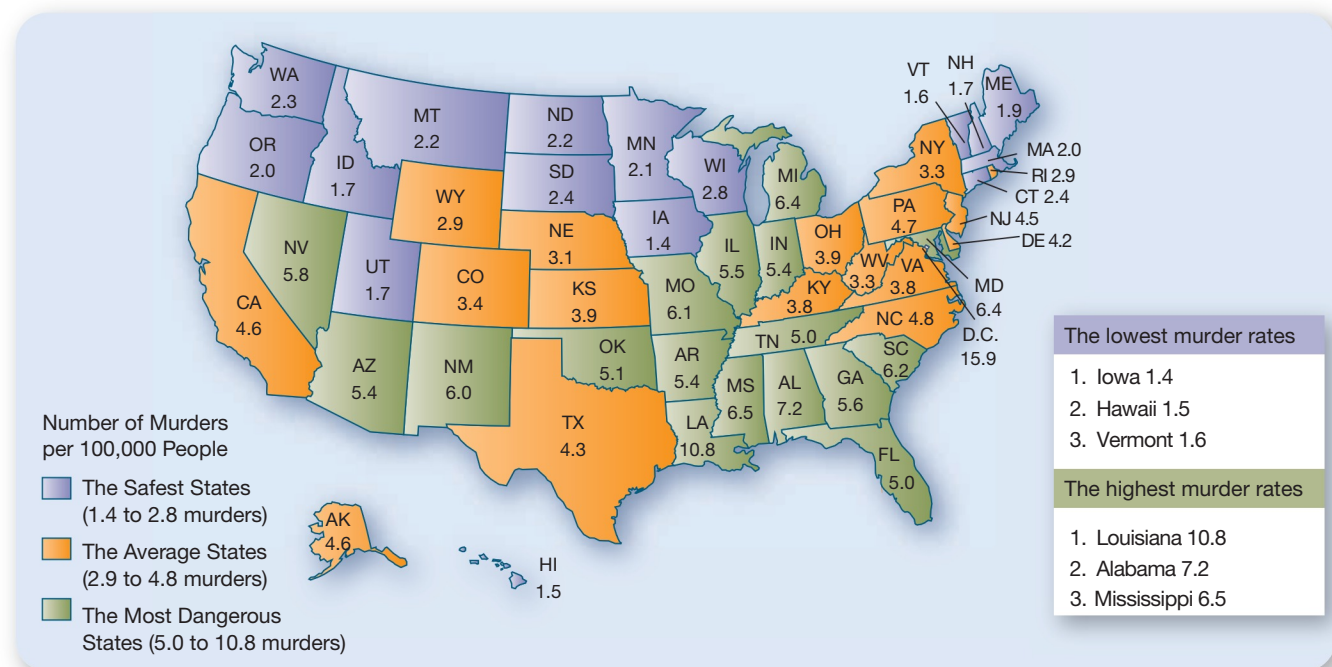 WA
2.3
OR
2.0
ID
1.7
MT
2.2
ND
2.2
SD
2.4
MN
2.1
WI
2.8
IA
1.4
MI
6.4
WY
2.9
NE
3.1
NV
5.8
UT
1.7
CO
3.4
KS
3.9
CA
4.6
AZ
5.4
NM
6.0
OK
5.1
TX
4.3
MO
6.1
AR
5.4
LA
10.8
IL
5.5
IN
5.4
OH
3.9
KY
3.8
TN 5.0
MS
6.5
AL
7.2
GA
5.6
FL
5.0
SC
6.2
NC 4.8
WV
3.3
VA
3.8
PA
4.7
NY
3.3
VT
1.6
NH
1.7
ME
1.9
MA 2.0
RI 2.9
CT 2.4
NJ 4.5
DE 4.2
MD
6.4
D.C.
15.9
AK
4.6
HI
1.5
Number of Murders
per 100,000 People
The Safest States
(1.4 to 2.8 murders)
The Average States
(2.9 to 4.8 murders)
The Most Dangerous
States (5.0 to 10.8 murders)
The lowest murder rates
1. Iowa 1.4
2. Hawaii 1.5
3. Vermont 1.6
The highest murder rates
1. Louisiana 10.8
2. Alabama 7.2
3. Mississippi 6.5